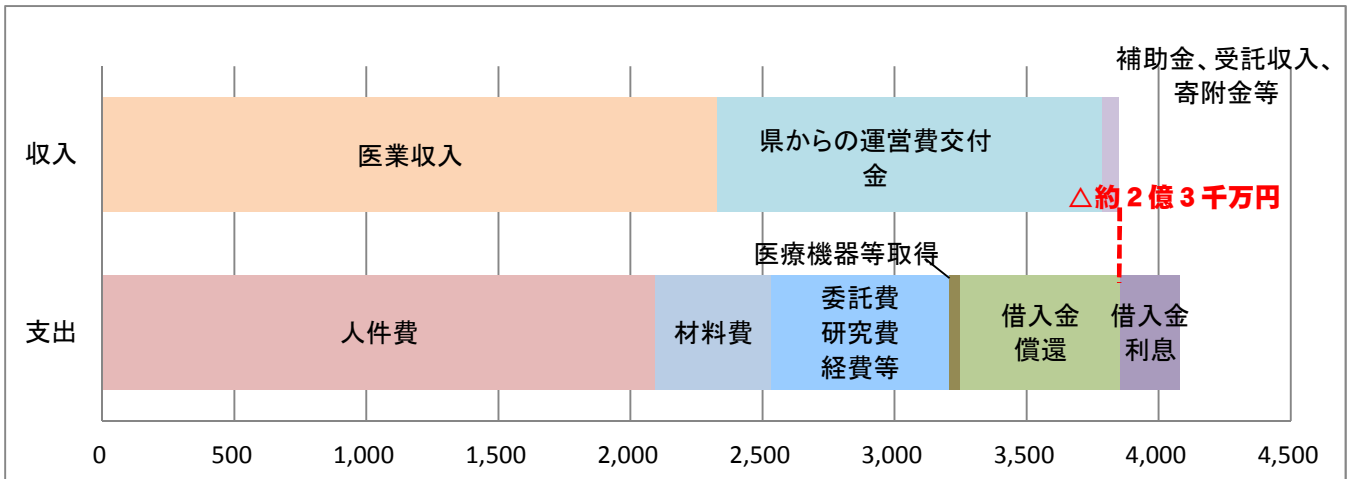 補助金、受託収入、
寄附金等
収入
医業収入
県からの運営費交付
金
△約２億３千万円
医療機器等取得
支出
人件費
材料費
委託費
研究費
経費等
借入金
償還
借入金
利息
0 500 1,000 1,500 2,000 2,500 3,000 3,500 4,000 4,500